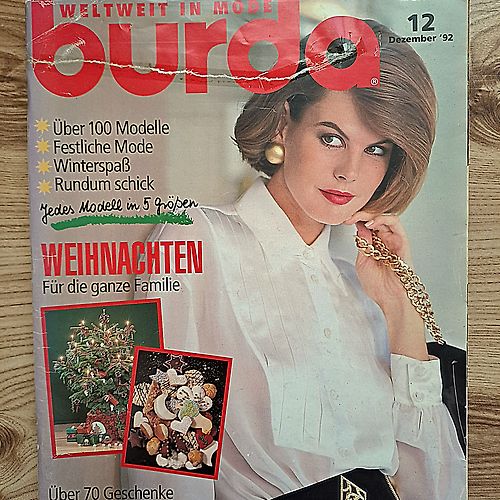 WELTWEIT IN MODE
burda
®
12
Dezember '92
Über 100 Modelle
Festliche Mode
Winterspaß
Rundum schick
Jedes Modell in 5 Größen
WEIHNACHTEN
Für die ganze Familie
Über 70 Geschenke